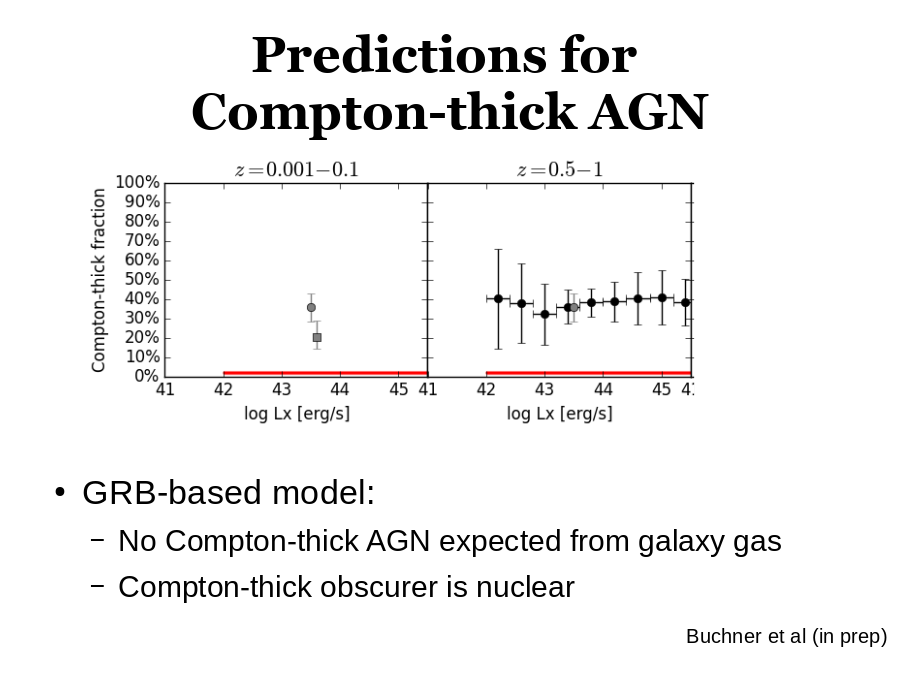 Predictions for
Compton-thick AGN
z=0.001−0.1
z=0.5−1
Compton-thick fraction
100%
90%
80%
70%
60%
50%
40%
30%
20%
10%
0%
41 42 43 44 45 41 42 43 44 45 41
log Lx [erg/s]
log Lx [erg/s]
• GRB-based model:
– No Compton-thick AGN expected from galaxy gas
– Compton-thick obscurer is nuclear
Buchner et al (in prep)